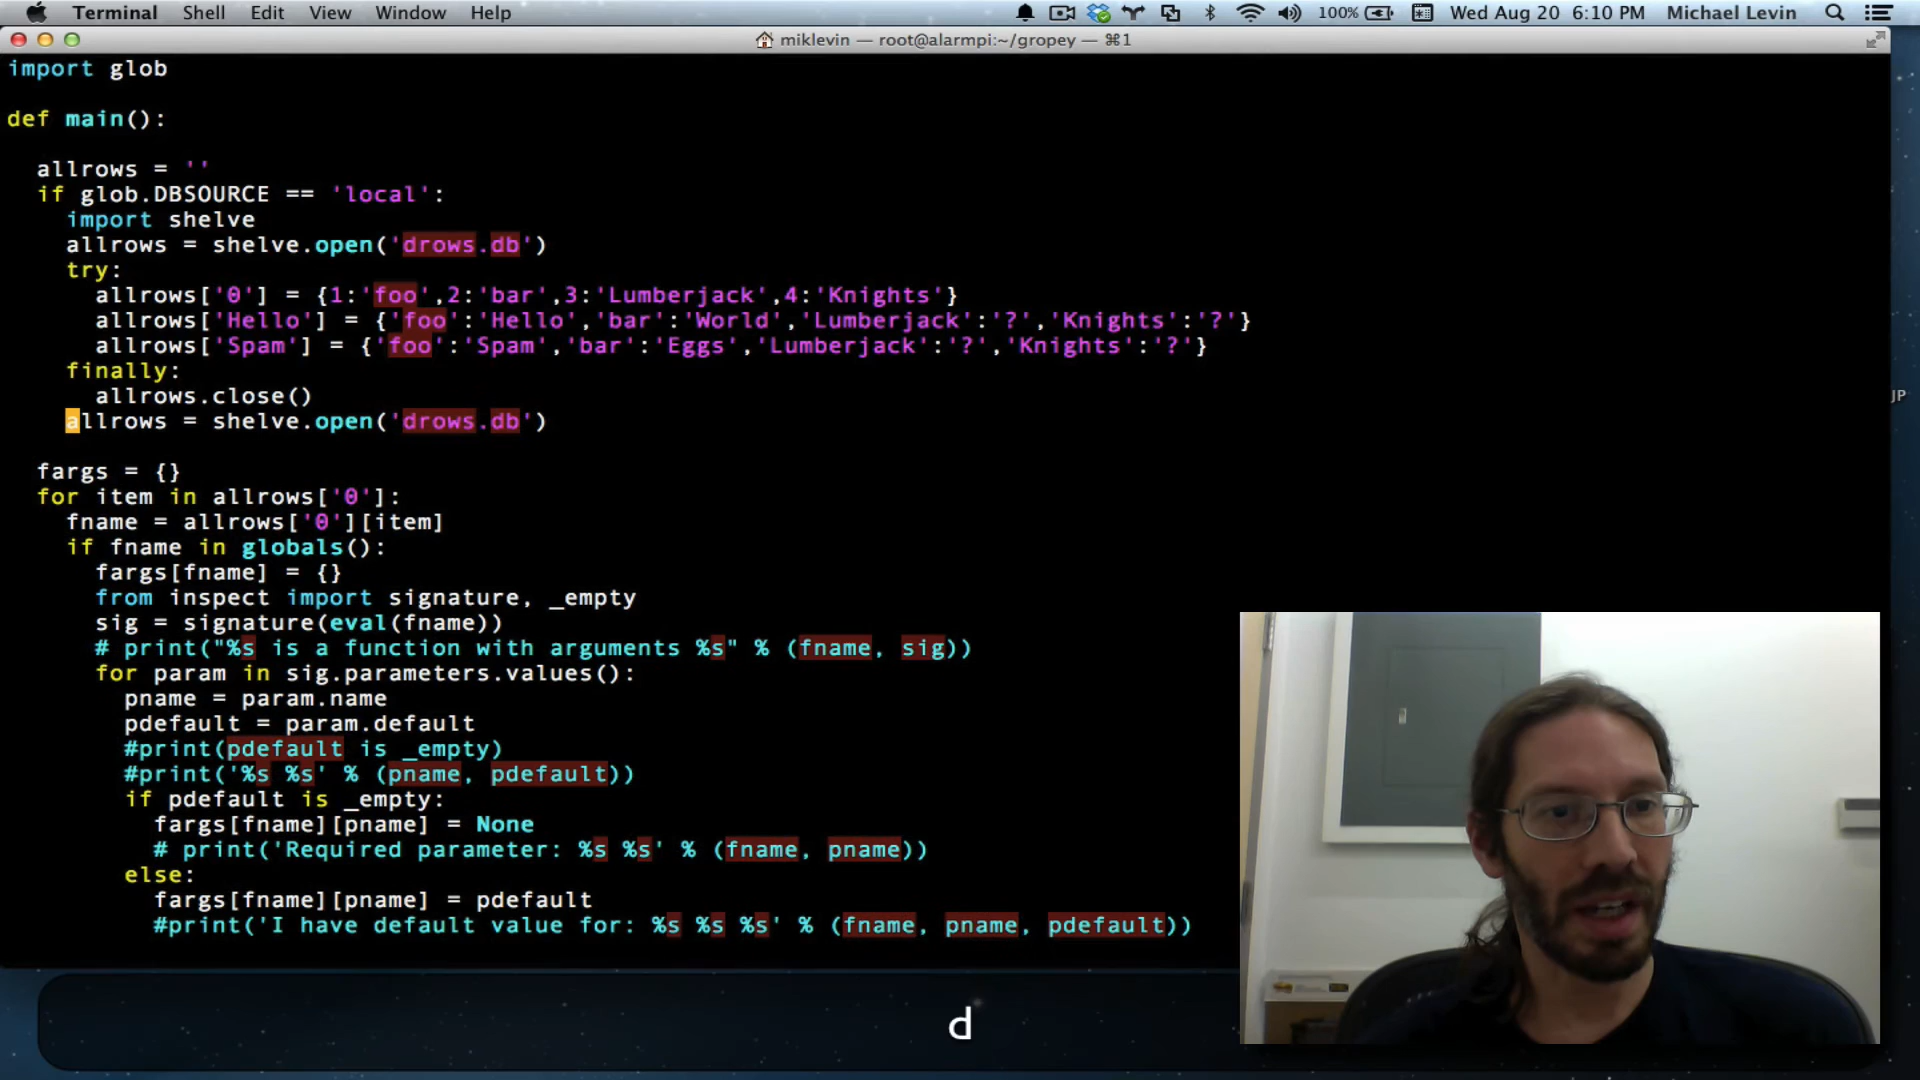 Terminal Shell Edit View Window Help 100% Wed Aug 20 6:10 PM Michael Levin
miklevin — root@alarmpi:~/gropey — ⌘1
import glob
def main():
allrows = ''
if glob.DBSOURCE == 'local':
import shelve
allrows = shelve.open('drows.db')
try:
allrows['0'] = {1:'foo',2:'bar',3:'Lumberjack',4:'Knights'}
allrows['Hello'] = {'foo':'Hello','bar':'World','Lumberjack':'?','Knights':'?'}
allrows['Spam'] = {'foo':'Spam','bar':'Eggs','Lumberjack':'?','Knights':'?'}
finally:
allrows.close()
allrows = shelve.open('drows.db')
JP
fargs = {}
for item in allrows['0']:
fname = allrows['0'][item]
if fname in globals():
fargs[fname] = {}
from inspect import signature, _empty
sig = signature(eval(fname))
# print("%s is a function with arguments %s" % (fname, sig))
for param in sig.parameters.values():
pname = param.name
pdefault = param.default
#print(pdefault is _empty)
#print('%s %s' % (pname, pdefault))
if pdefault is _empty:
fargs[fname][pname] = None
# print('Required parameter: %s %s' % (fname, pname))
else:
fargs[fname][pname] = pdefault
#print('I have default value for: %s %s %s' % (fname, pname, pdefault))
d